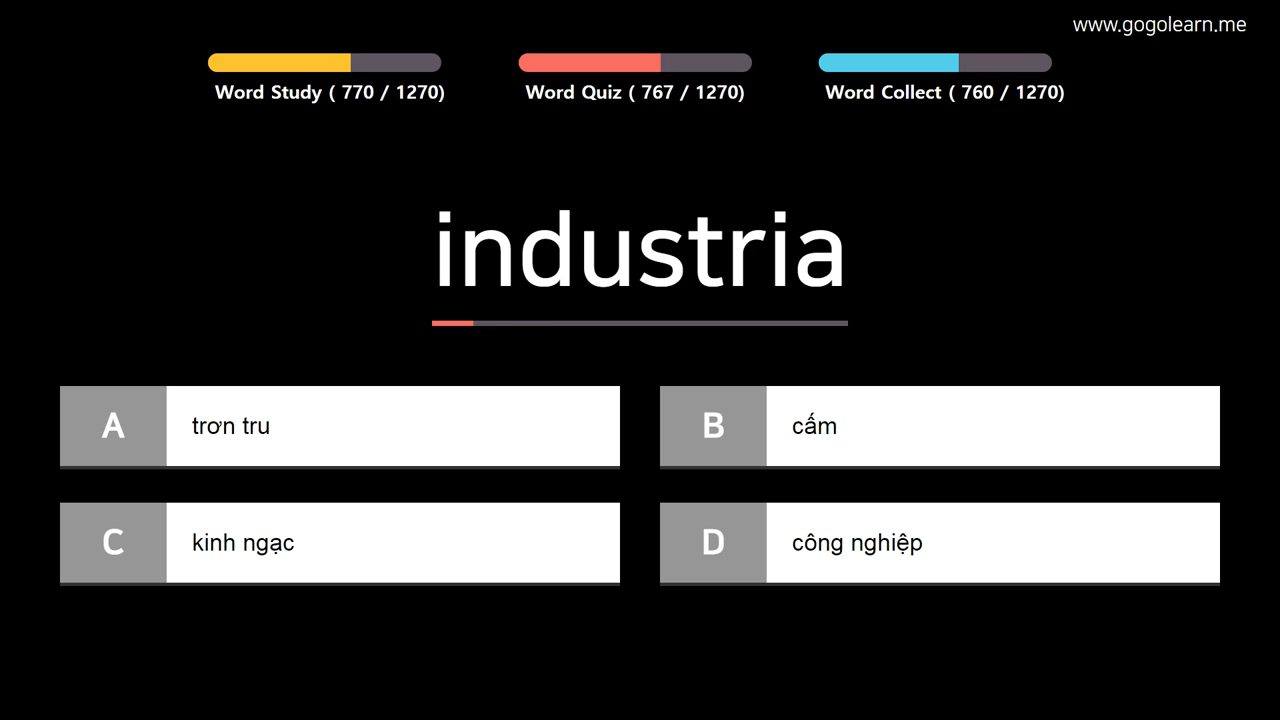 www.gogolearn.me
Word Study ( 770 / 1270)
Word Quiz ( 767 / 1270)
Word Collect ( 760 / 1270)
industria
A
trơn tru
B
cấm
C
kinh ngạc
D
công nghiệp